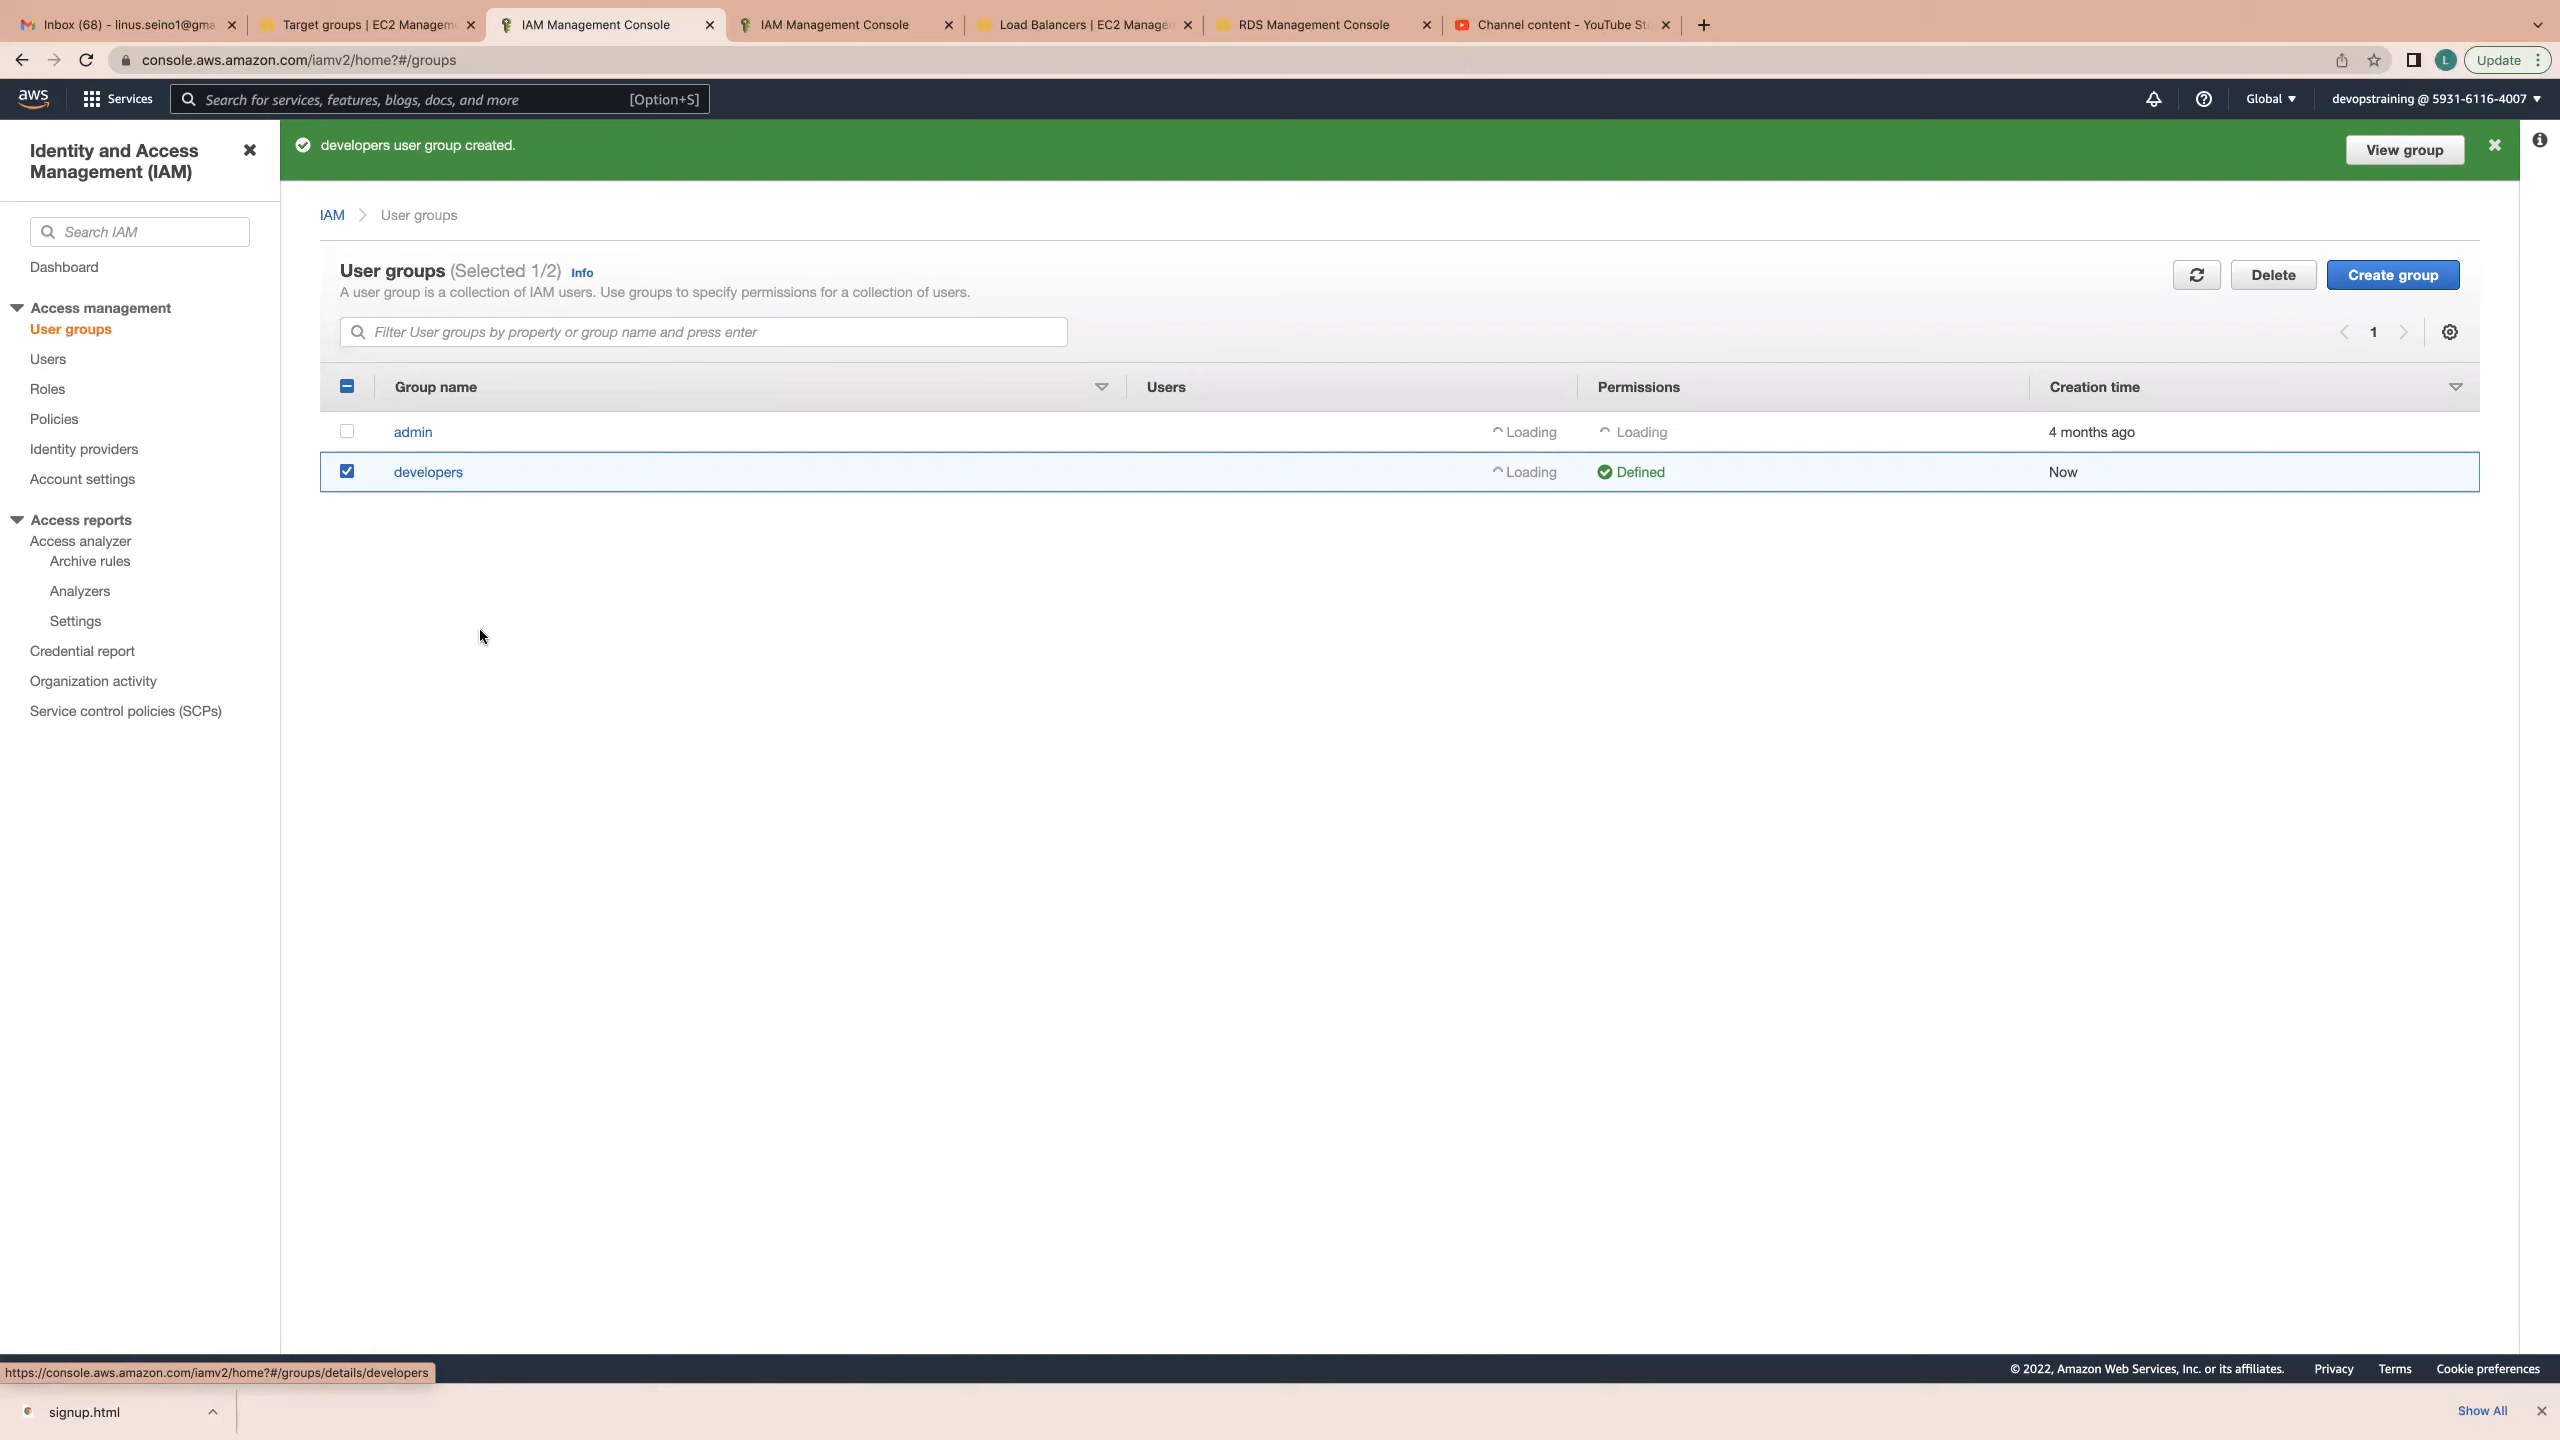 Inbox (68) - linus.seino1@gma
Target groups | EC2 Managem
IAM Management Console
IAM Management Console
Load Balancers | EC2 Manage
RDS Management Console
Channel content - YouTube St
console.aws.amazon.com/iamv2/home?#/groups
Update
aws
Services
Search for services, features, blogs, docs, and more
[Option+S]
Global
devopstraining @ 5931-6116-4007
Identity and Access
Management (IAM)
Search IAM
Dashboard
Access management
User groups
Users
Roles
Policies
Identity providers
Account settings
Access reports
Access analyzer
Archive rules
Analyzers
Settings
Credential report
Organization activity
Service control policies (SCPs)
developers user group created.
View group
IAM
User groups
User groups (Selected 1/2) Info
A user group is a collection of IAM users. Use groups to specify permissions for a collection of users.
Delete
Create group
Filter User groups by property or group name and press enter
1
Group name
Users
Permissions
Creation time
admin
Loading
Loading
4 months ago
developers
Loading
Defined
Now
https://console.aws.amazon.com/iamv2/home?#/groups/details/developers
© 2022, Amazon Web Services, Inc. or its affiliates.
Privacy
Terms
Cookie preferences
signup.html
Show All
L